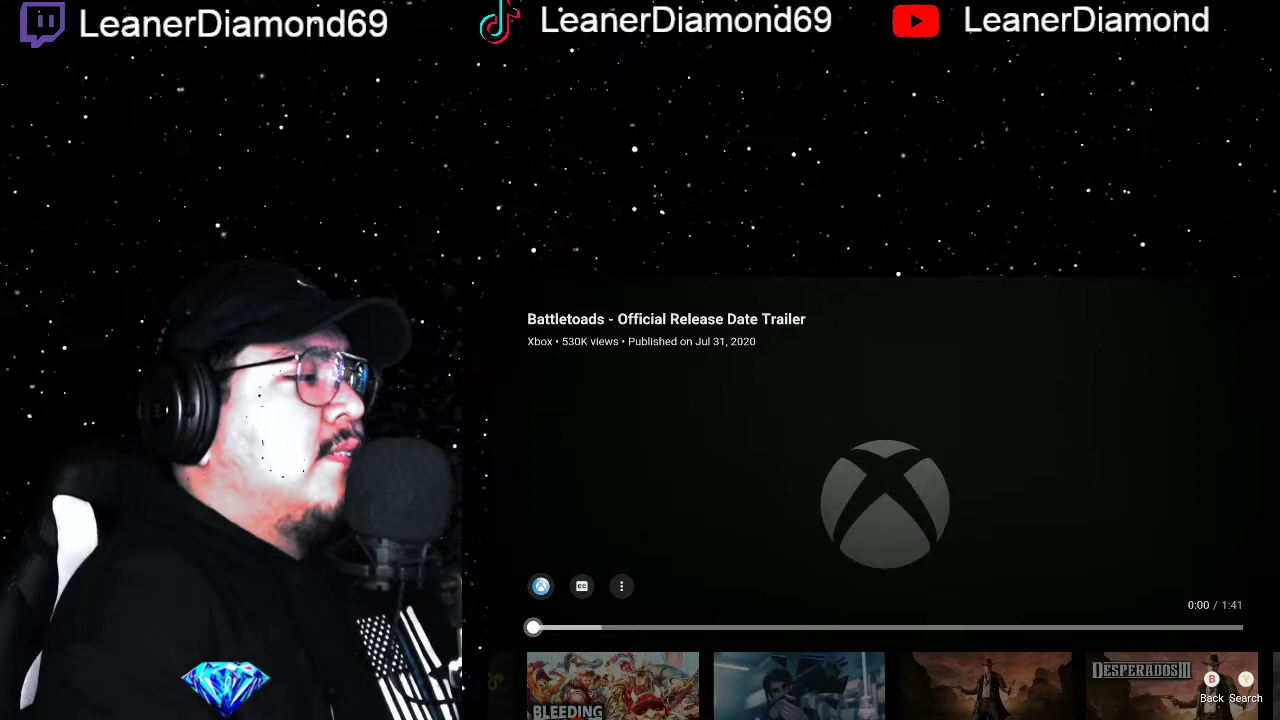 LeanerDiamond69
LeanerDiamond69
LeanerDiamond
Battletoads - Official Release Date Trailer
Xbox • 530K views • Published on Jul 31, 2020
CC
0:00 / 1:41
BLEEDING
DESPERADOS III
B
Y
Back
Search